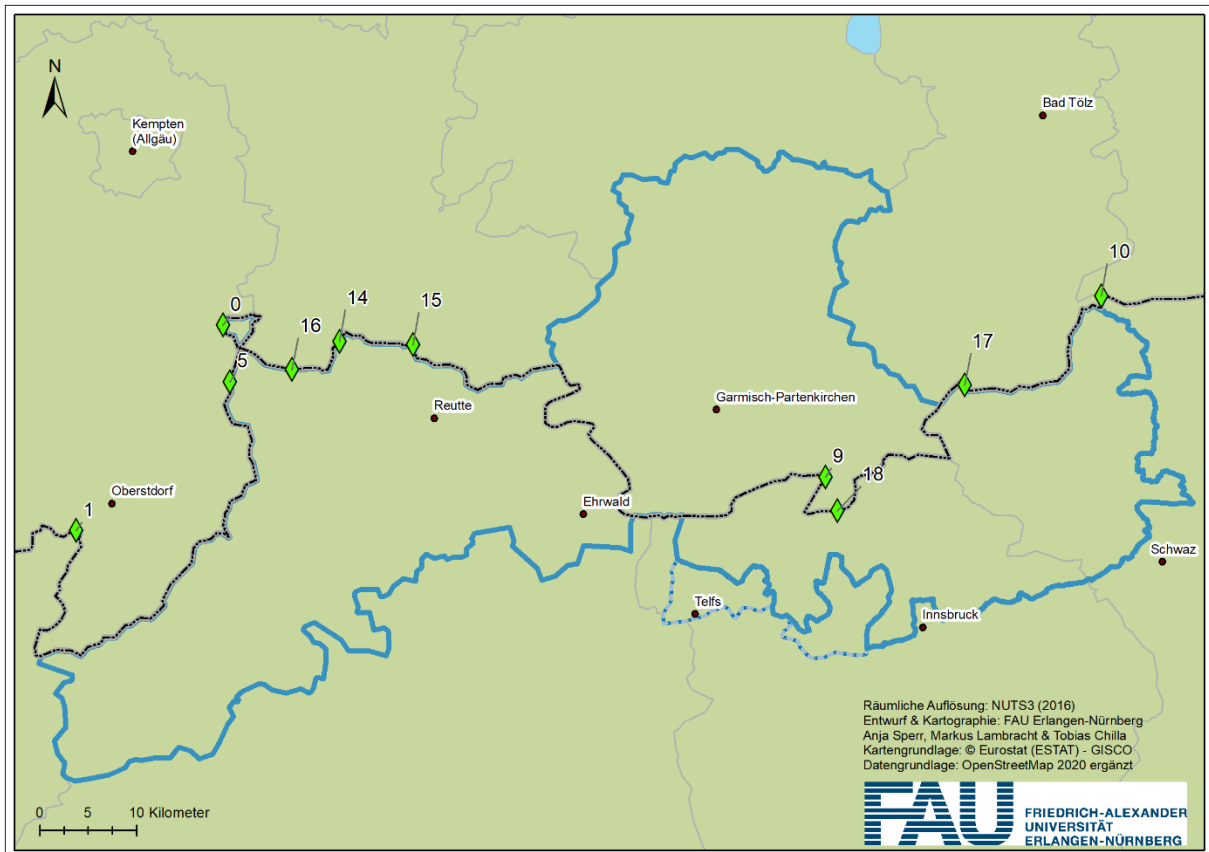 N
Kempten
(Allgäu)
Bad Tölz
10
0
14
15
16
17
5
Reutte
Garmisch-Partenkirchen
9
18
Oberstdorf
1
Ehrwald
Schwaz
Telfs
Innsbruck
Räumliche Auflösung: NUTS3 (2016)
Entwurf & Kartographie: FAU Erlangen-Nürnberg
Anja Sperr, Markus Lambracht & Tobias Chilla
Kartengrundlage: © Eurostat (ESTAT) - GISCO
Datengrundlage: OpenStreetMap 2020 ergänzt
0 5 10 Kilometer
FAU
FRIEDRICH-ALEXANDER
UNIVERSITÄT
ERLANGEN-NÜRNBERG